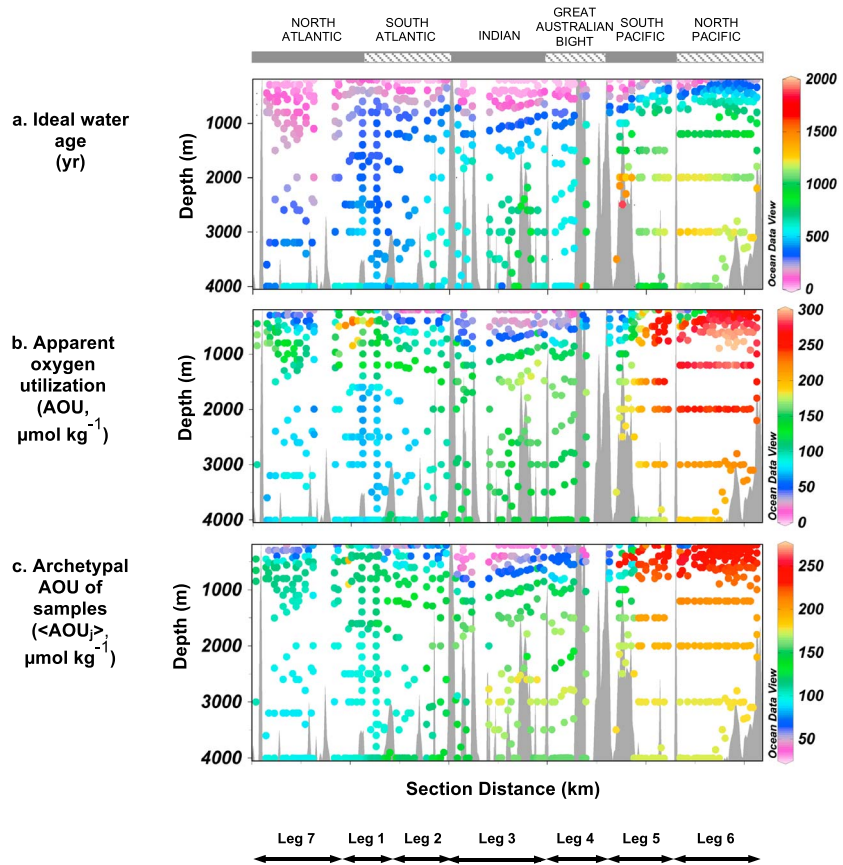 NORTH
ATLANTIC
SOUTH
ATLANTIC
INDIAN
GREAT
AUSTRALIAN
BIGHT
SOUTH
PACIFIC
NORTH
PACIFIC
a. Ideal water
age
(yr)
Depth (m)
1000
2000
3000
4000
Ocean Data View
2000
1500
1000
500
0
b. Apparent
oxygen
utilization
(AOU,
µmol kg-1)
Depth (m)
1000
2000
3000
4000
Ocean Data View
300
250
200
150
100
50
0
c. Archetypal
AOU of
samples
(<AOUj>,
µmol kg-1)
Depth (m)
1000
2000
3000
4000
Ocean Data View
250
200
150
100
50
Section Distance (km)
Leg 7 Leg 1 Leg 2 Leg 3 Leg 4 Leg 5 Leg 6